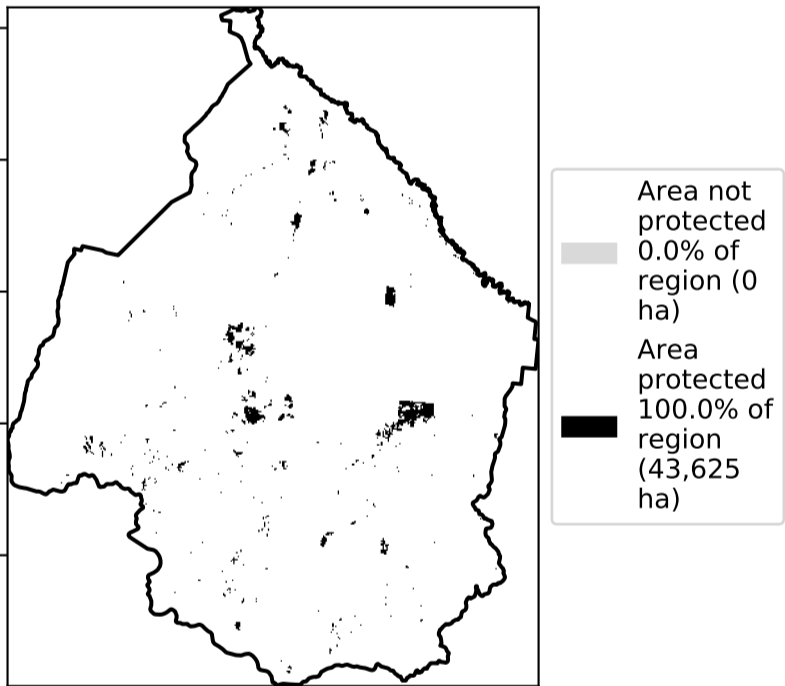 Area not
protected
0.0% of
region (0
ha)
Area
protected
100.0% of
region
(43,625
ha)